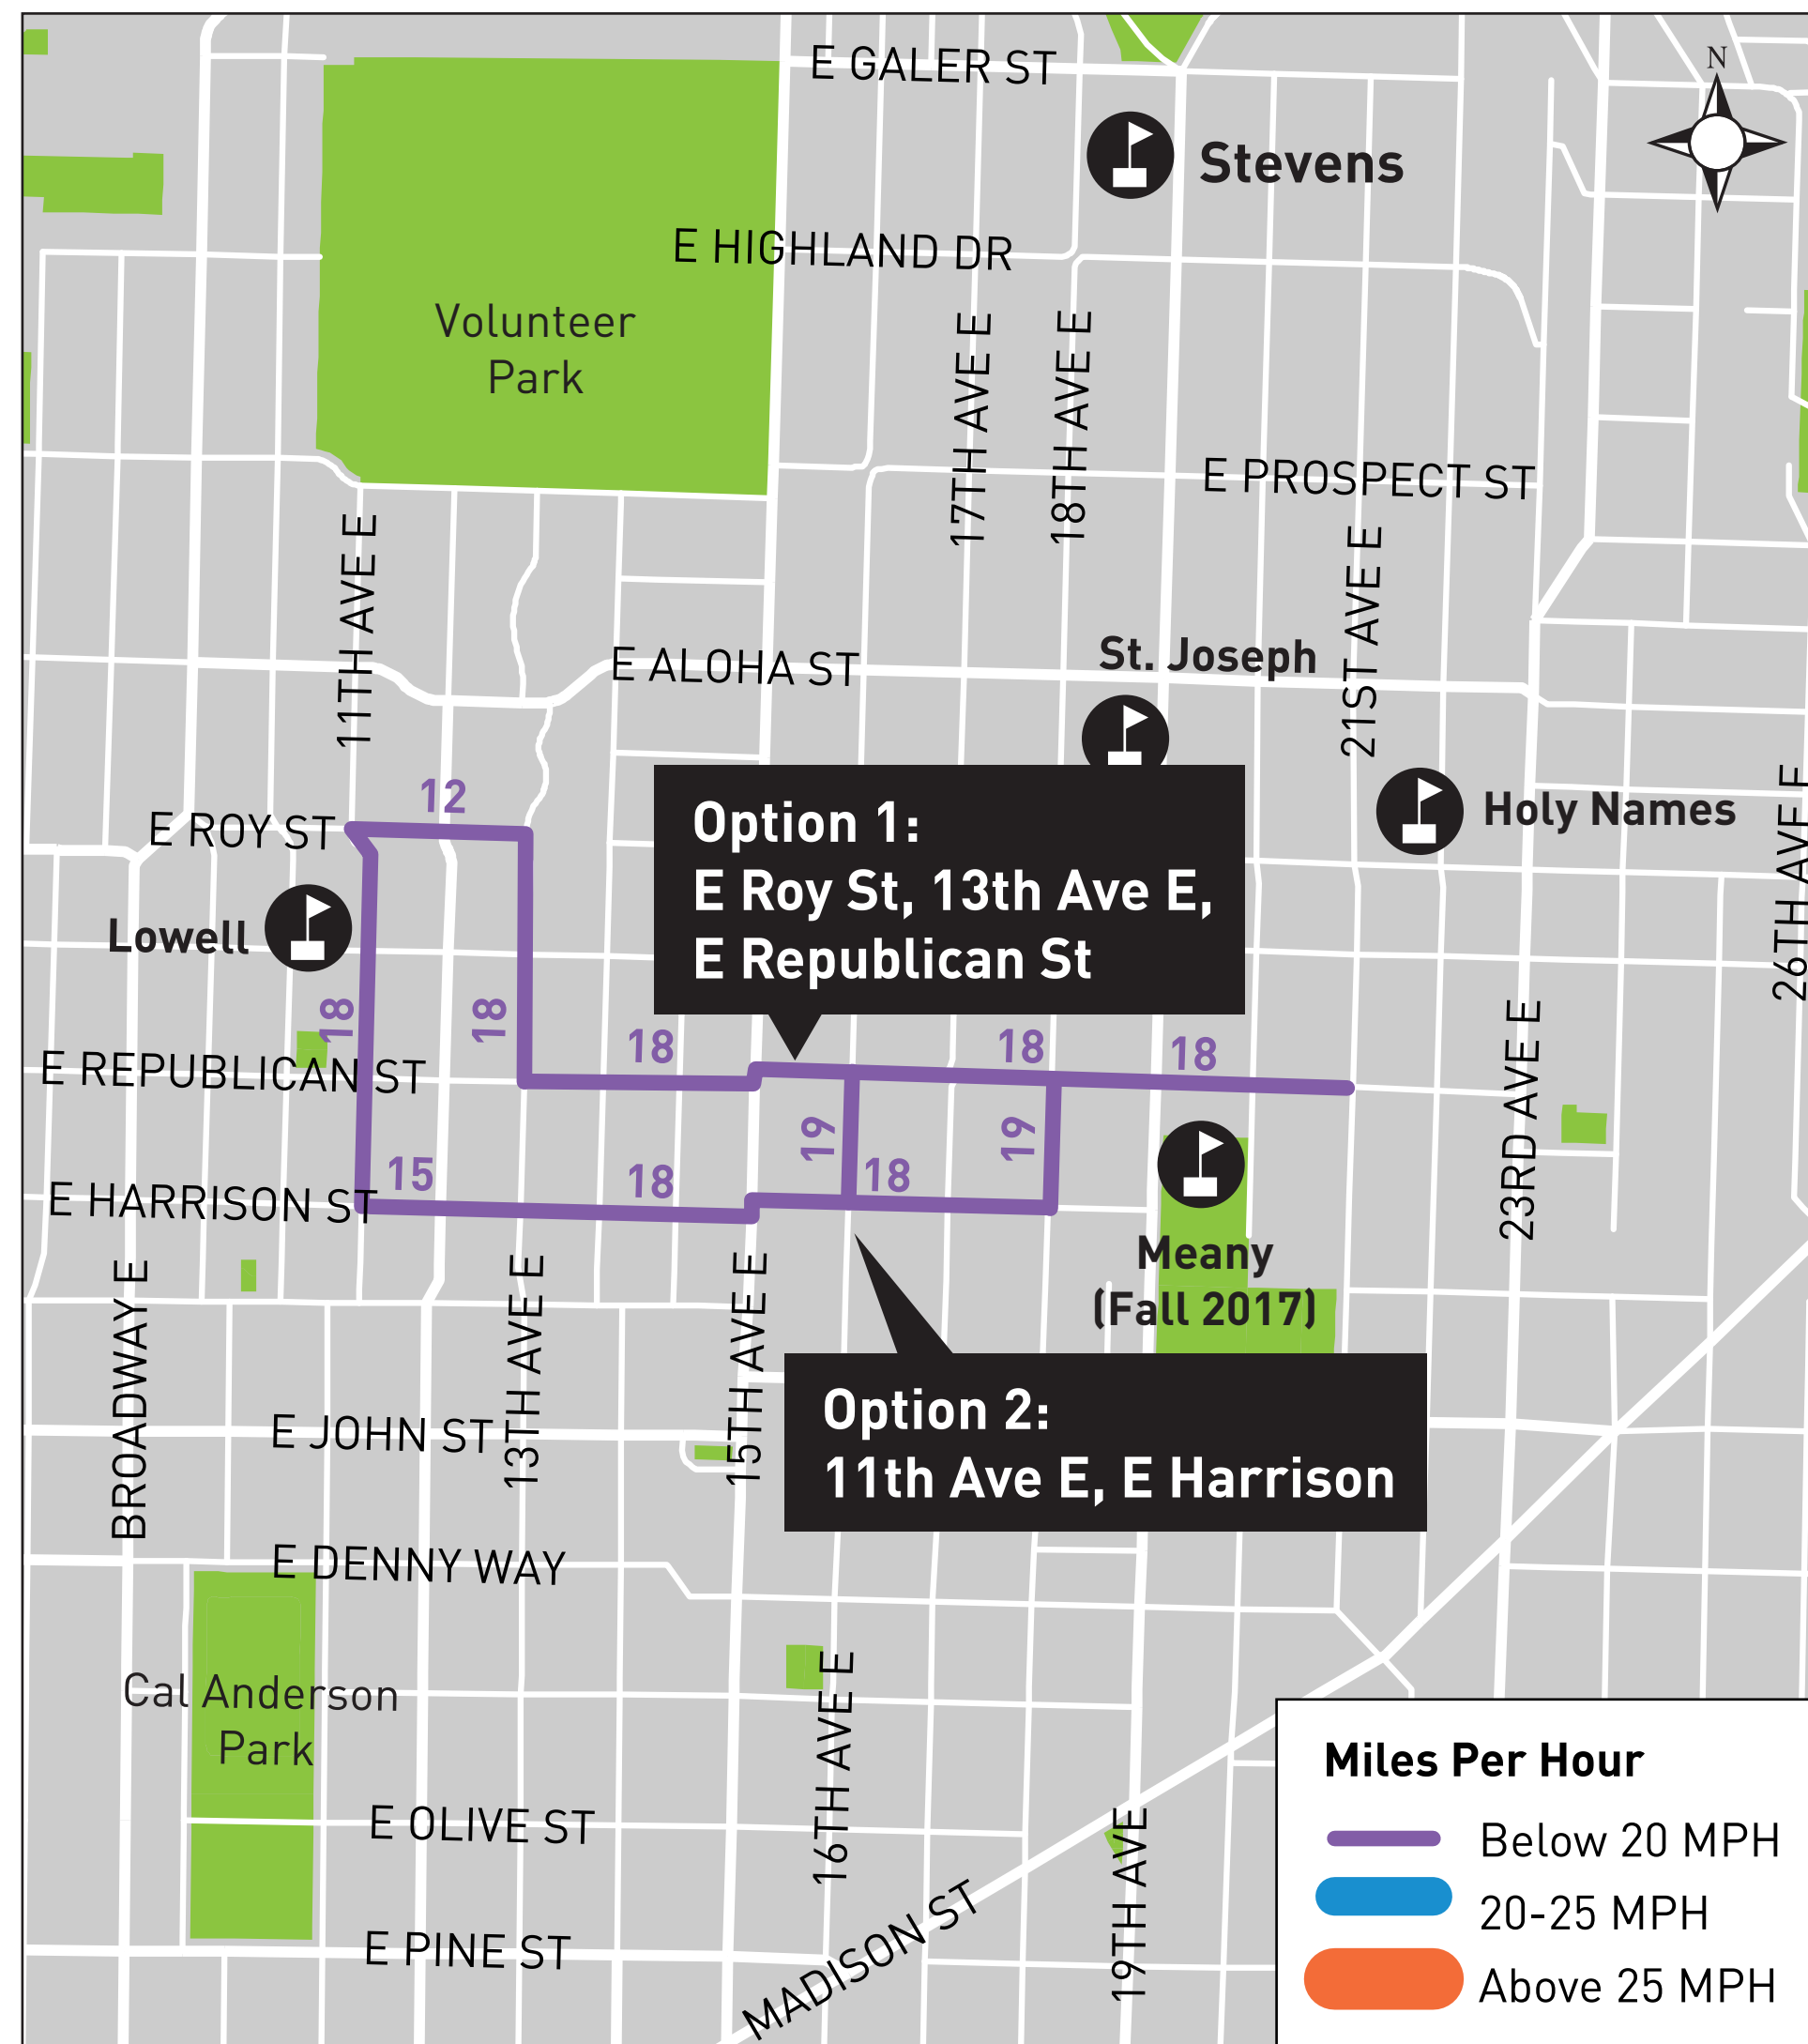 E GALER ST
N
Stevens
E HIGHLAND DR
Volunteer
Park
17TH AVE E
18TH AVE E
E PROSPECT ST
11TH AVE E
21ST AVE E
E ALOHA ST
St. Joseph
12
E ROY ST
Holy Names
26TH AVE E
Option 1:
E Roy St, 13th Ave E,
E Republican St
Lowell
18
18
18
18
18
E REPUBLICAN ST
23RD AVE E
19
19
15
18
18
E HARRISON ST
Meany
(Fall 2017)
BROADWAY E
13TH AVE E
15TH AVE E
Option 2:
11th Ave E, E Harrison
E JOHN ST
E DENNY WAY
Cal Anderson
Park
16TH AVE E
E OLIVE ST
19TH AVE
E PINE ST
MADISON ST
Miles Per Hour
Below 20 MPH
20-25 MPH
Above 25 MPH